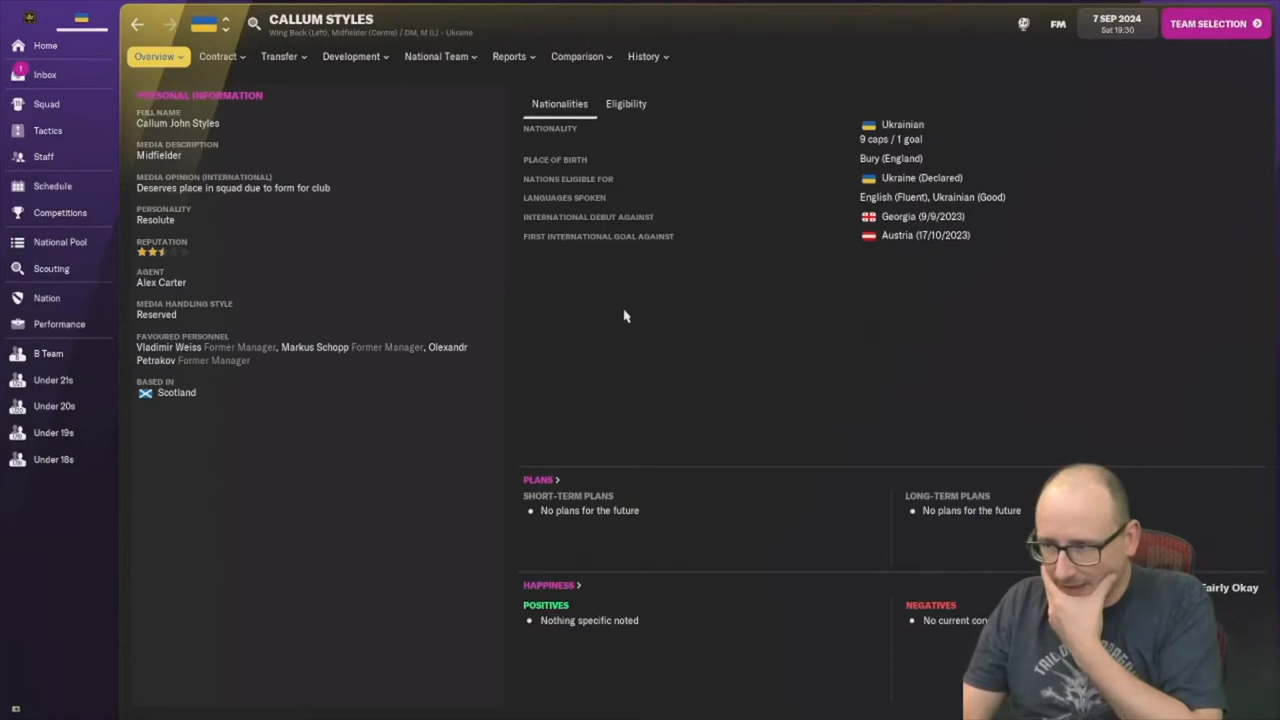 CALLUM STYLES
Wing Back (Left), Midfielder (Centre) / DM, M (L) - Ukraine
FM
7 SEP 2024
Sat 19:30
TEAM SELECTION
Overview
Contract
Transfer
Development
National Team
Reports
Comparison
History
1
Home
Inbox
Squad
Tactics
Staff
Schedule
Competitions
National Pool
Scouting
Nation
Performance
B Team
Under 21s
Under 20s
Under 19s
Under 18s
PERSONAL INFORMATION
FULL NAME
Callum John Styles
MEDIA DESCRIPTION
Midfielder
MEDIA OPINION (INTERNATIONAL)
Deserves place in squad due to form for club
PERSONALITY
Resolute
REPUTATION
AGENT
Alex Carter
MEDIA HANDLING STYLE
Reserved
FAVOURED PERSONNEL
Vladimir Weiss Former Manager, Markus Schopp Former Manager, Olexandr
Petrakov Former Manager
BASED IN
Scotland
Nationalities
Eligibility
NATIONALITY
Ukrainian
9 caps / 1 goal
PLACE OF BIRTH
Bury (England)
NATIONS ELIGIBLE FOR
Ukraine (Declared)
LANGUAGES SPOKEN
English (Fluent), Ukrainian (Good)
INTERNATIONAL DEBUT AGAINST
Georgia (9/9/2023)
FIRST INTERNATIONAL GOAL AGAINST
Austria (17/10/2023)
PLANS >
SHORT-TERM PLANS
• No plans for the future
LONG-TERM PLANS
• No plans for the future
HAPPINESS >
Fairly Okay
POSITIVES
• Nothing specific noted
NEGATIVES
• No current con